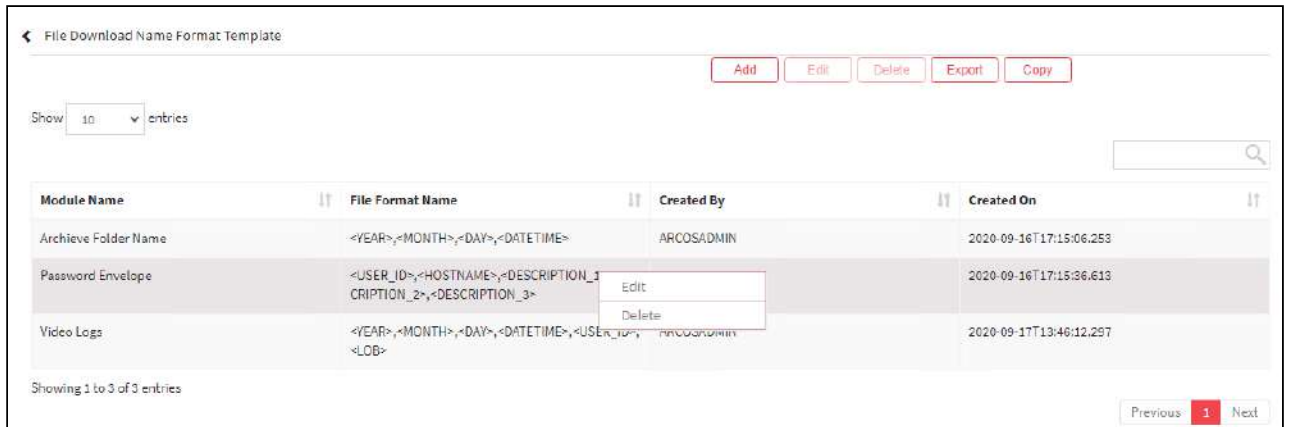 File Download Name Format Template
Add Edit Delete Export Copy
Show 10 entries
Module Name File Format Name Created By Created On
Archieve Folder Name <YEAR>,<MONTH>,<DAY>,<DATETIME> ARCOSADMIN 2020-09-16T17:15:06.253
Password Envelope <USER_ID>,<HOSTNAME>,<DESCRIPTION_1 2020-09-16T17:15:36.613
CRIPTION_2>,<DESCRIPTION_3>
Edit
Delete
Video Logs <YEAR>,<MONTH>,<DAY>,<DATETIME>,<USER_ID>, ARCOSADMIN 2020-09-17T13:46:12.297
<LOB>
Showing 1 to 3 of 3 entries
Previous 1 Next